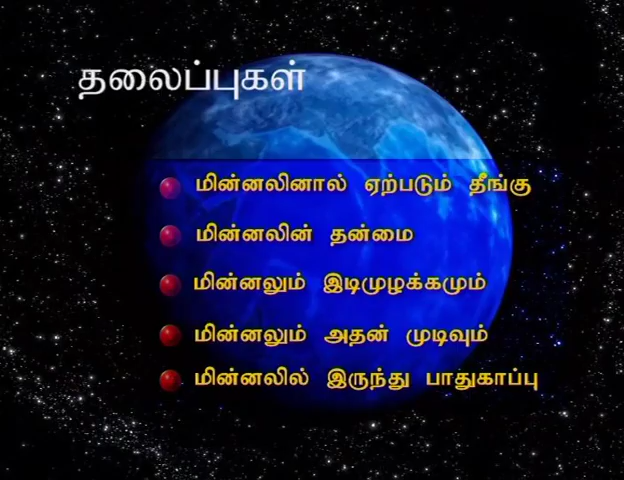 தலைப்புகள்
மின்னலினால் ஏற்படும் தீங்கு
மின்னலின் தன்மை
மின்னலும் இடிமுழக்கமும்
மின்னலும் அதன் முடிவும்
மின்னலில் இருந்து பாதுகாப்பு